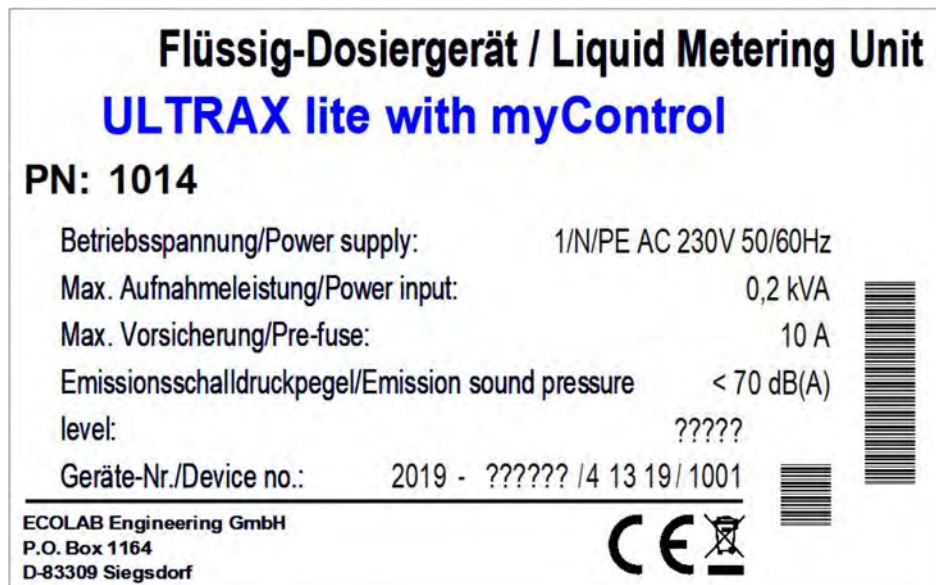 Flüssig-Dosiergerät / Liquid Metering Unit
ULTRAX lite with myControl
PN: 1014
Betriebsspannung/Power supply: 1/N/PE AC 230V 50/60Hz
Max. Aufnahmeleistung/Power input: 0,2 kVA
Max. Vorsicherung/Pre-fuse: 10 A
Emissionsschalldruckpegel/Emission sound pressure < 70 dB(A)
level: ?????
Geräte-Nr./Device no.: 2019 - ?????? /4 13 19/ 1001
ECOLAB Engineering GmbH
P.O. Box 1164
D-83309 Siegsdorf
CE